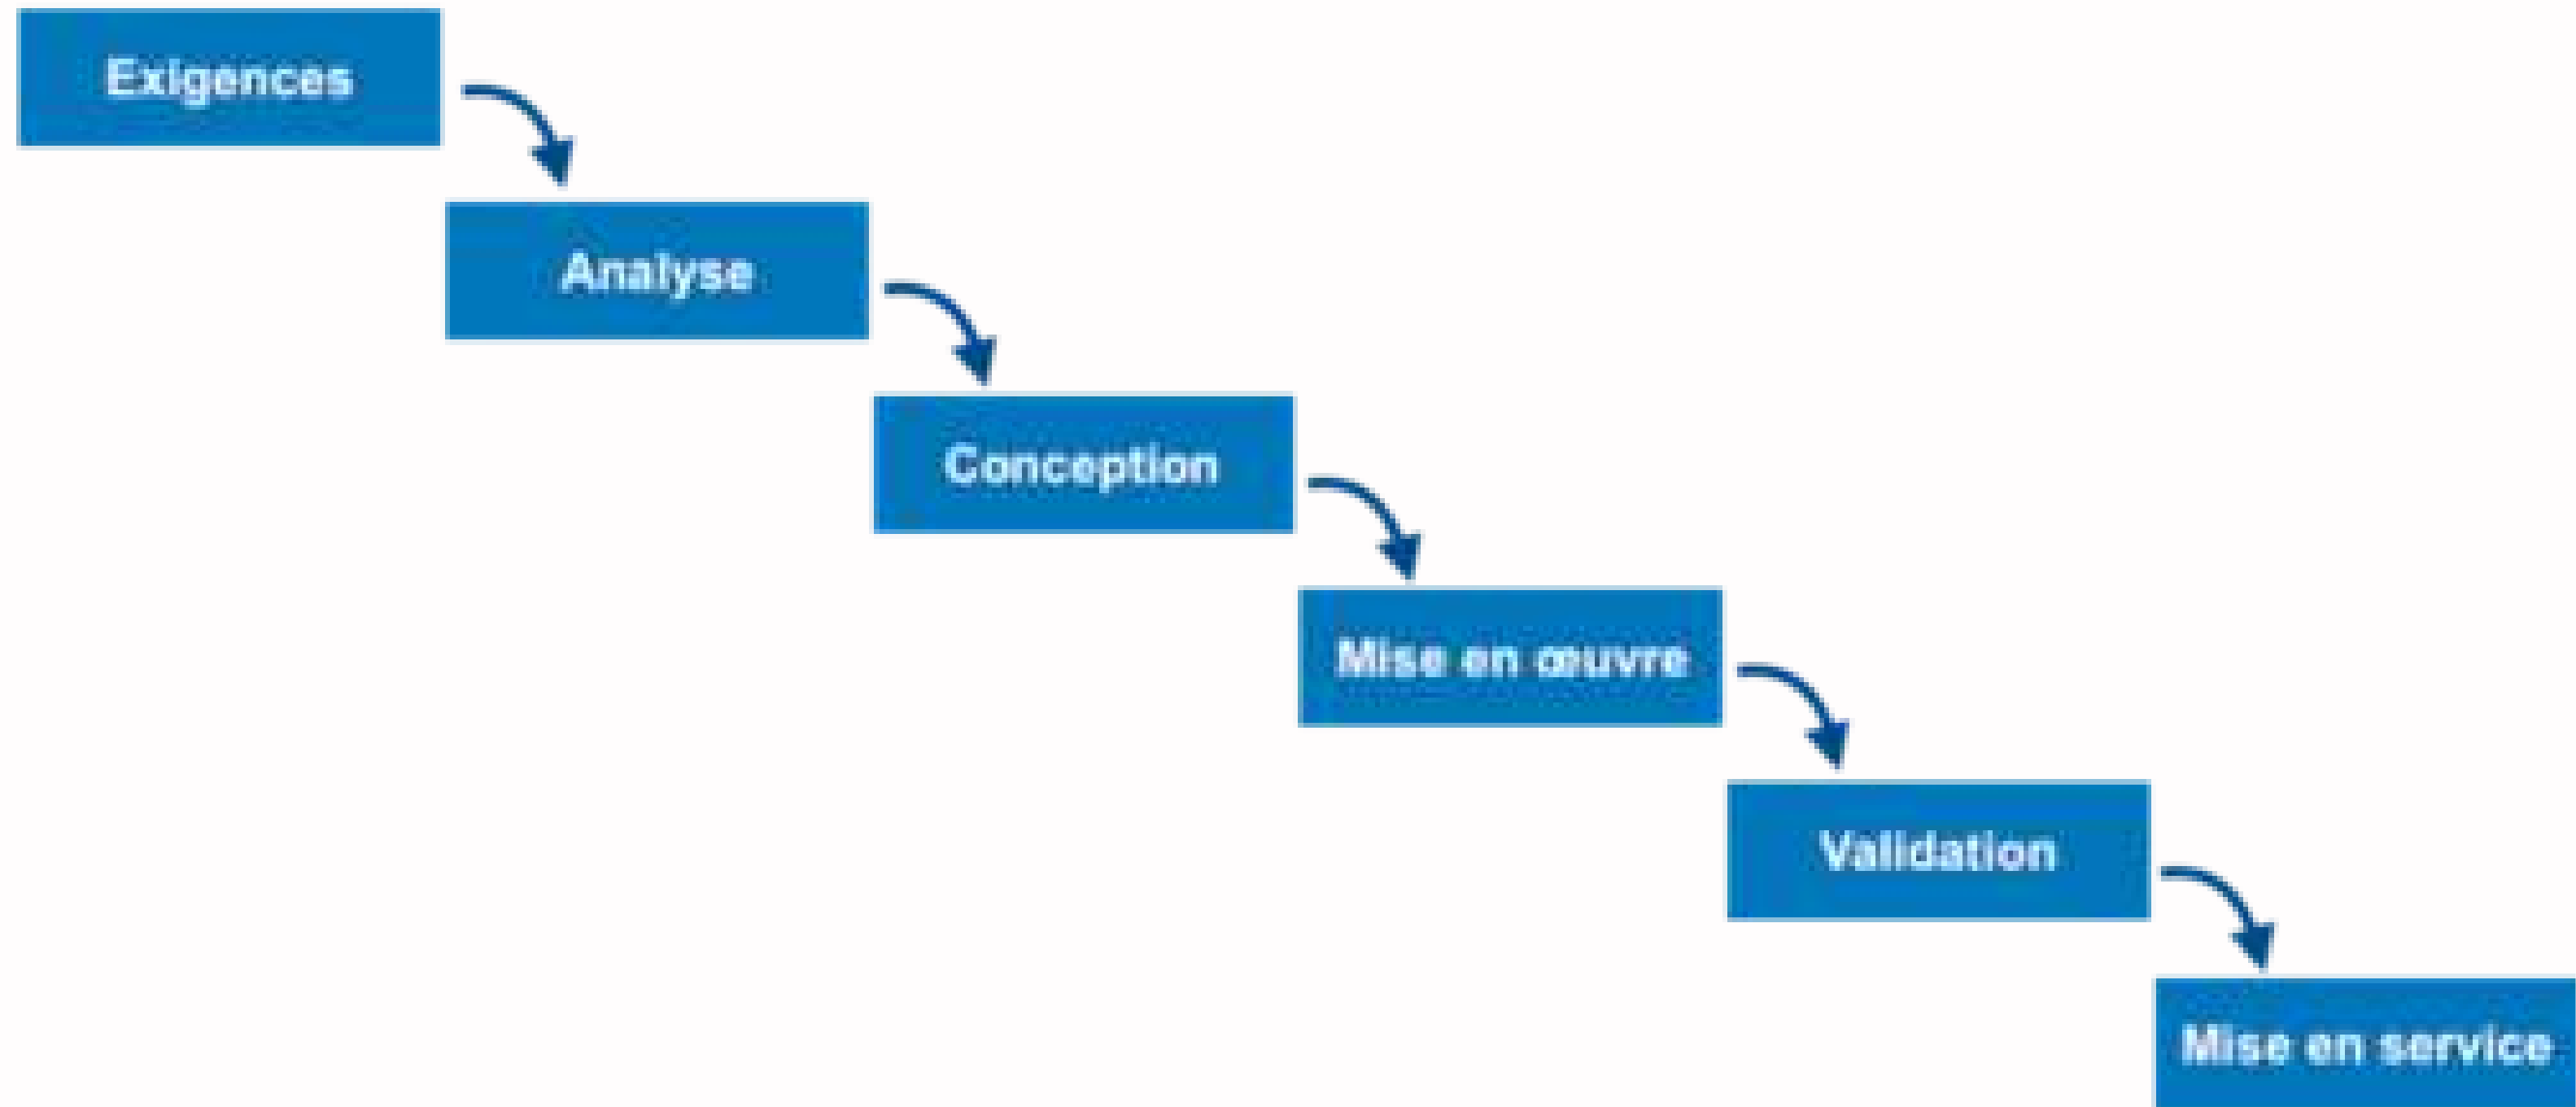 Exigences
Analyse
Conception
Mise en œuvre
Validation
Mise en service